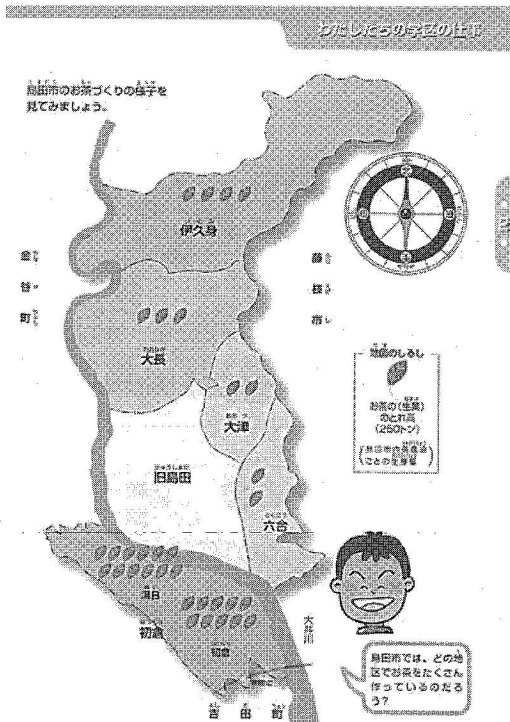 わたしたちの学区の仕事
島田市のお茶づくりの様子を
見てみましょう。
伊久身
金谷町
藤枝市
大長
地図のしるし
お茶の(生葉)
のとれ高
(250トン)
大津
旧島田
六合
初倉
初倉
大井川
吉田町
島田市では、どの地
区でお茶をたくさん
作っているのだろ
う?